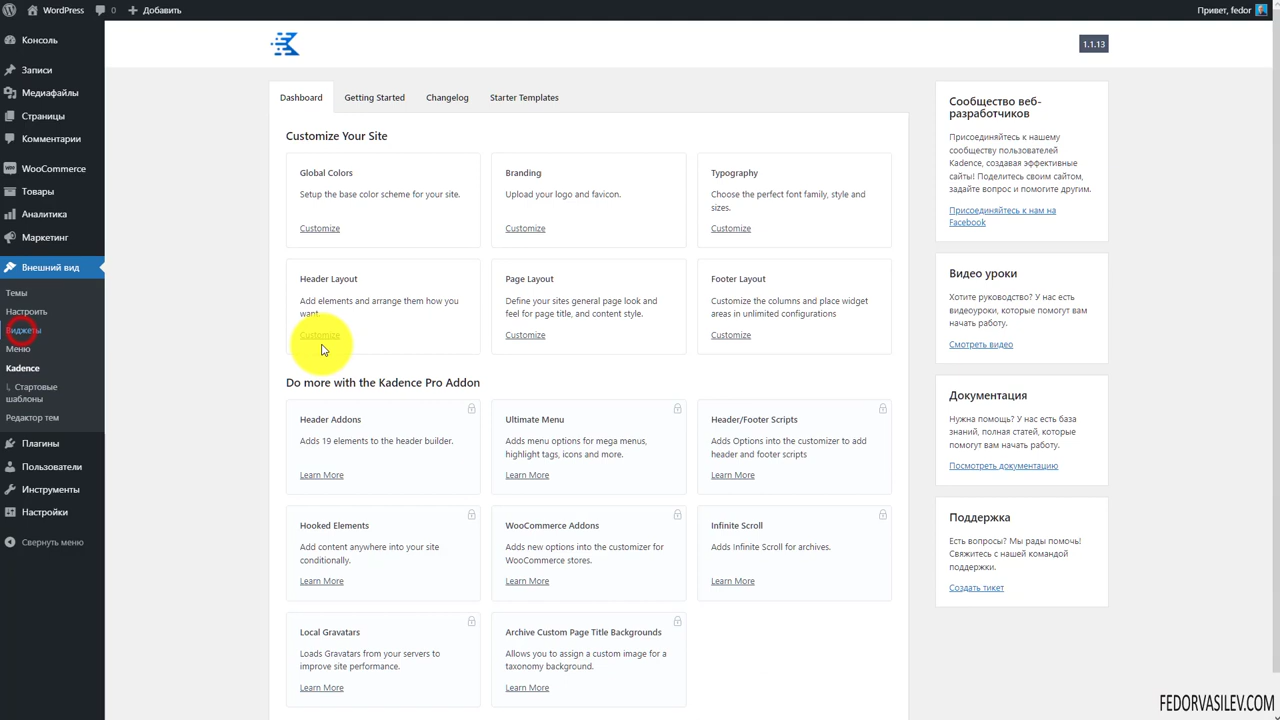 WordPress 0 Добавить
Привет, fedor
Консоль
Записи
Медиафайлы
Страницы
Комментарии
WooCommerce
Товары
Аналитика
Маркетинг
Внешний вид
Темы
Настроить
Виджеты
Меню
Kadence
Стартовые
шаблоны
Редактор тем
Плагины
Пользователи
Инструменты
Настройки
Свернуть меню
1.1.13
Dashboard Getting Started Changelog Starter Templates
Customize Your Site
Global Colors
Setup the base color scheme for your site.
Customize
Branding
Upload your logo and favicon.
Customize
Typography
Choose the perfect font family, style and
sizes.
Customize
Header Layout
Add elements and arrange them how you
want.
Customize
Page Layout
Define your sites general page look and
feel for page title, and content style.
Customize
Footer Layout
Customize the columns and place widget
areas in unlimited configurations
Customize
Do more with the Kadence Pro Addon
Header Addons
Adds 19 elements to the header builder.
Learn More
Ultimate Menu
Adds menu options for mega menus,
highlight tags, icons and more.
Learn More
Header/Footer Scripts
Adds Options into the customizer to add
header and footer scripts
Learn More
Hooked Elements
Add content anywhere into your site
conditionally.
Learn More
WooCommerce Addons
Adds new options into the customizer for
WooCommerce stores.
Learn More
Infinite Scroll
Adds Infinite Scroll for archives.
Learn More
Local Gravatars
Loads Gravatars from your servers to
improve site performance.
Learn More
Archive Custom Page Title Backgrounds
Allows you to assign a custom image for a
taxonomy background.
Learn More
Сообщество веб-
разработчиков
Присоединяйтесь к нашему
сообществу пользователей
Kadence, создавая эффективные
сайты! Поделитесь своим сайтом,
задайте вопрос и помогите другим.
Присоединяйтесь к нам на
Facebook
Видео уроки
Хотите руководство? У нас есть
видеоуроки, которые помогут вам
начать работу.
Смотреть видео
Документация
Нужна помощь? У нас есть база
знаний, полная статей, которые
помогут вам начать работу.
Посмотреть документацию
Поддержка
Есть вопросы? Мы рады помочь!
Свяжитесь с нашей командой
поддержки.
Создать тикет
FEDORVASILEV.COM